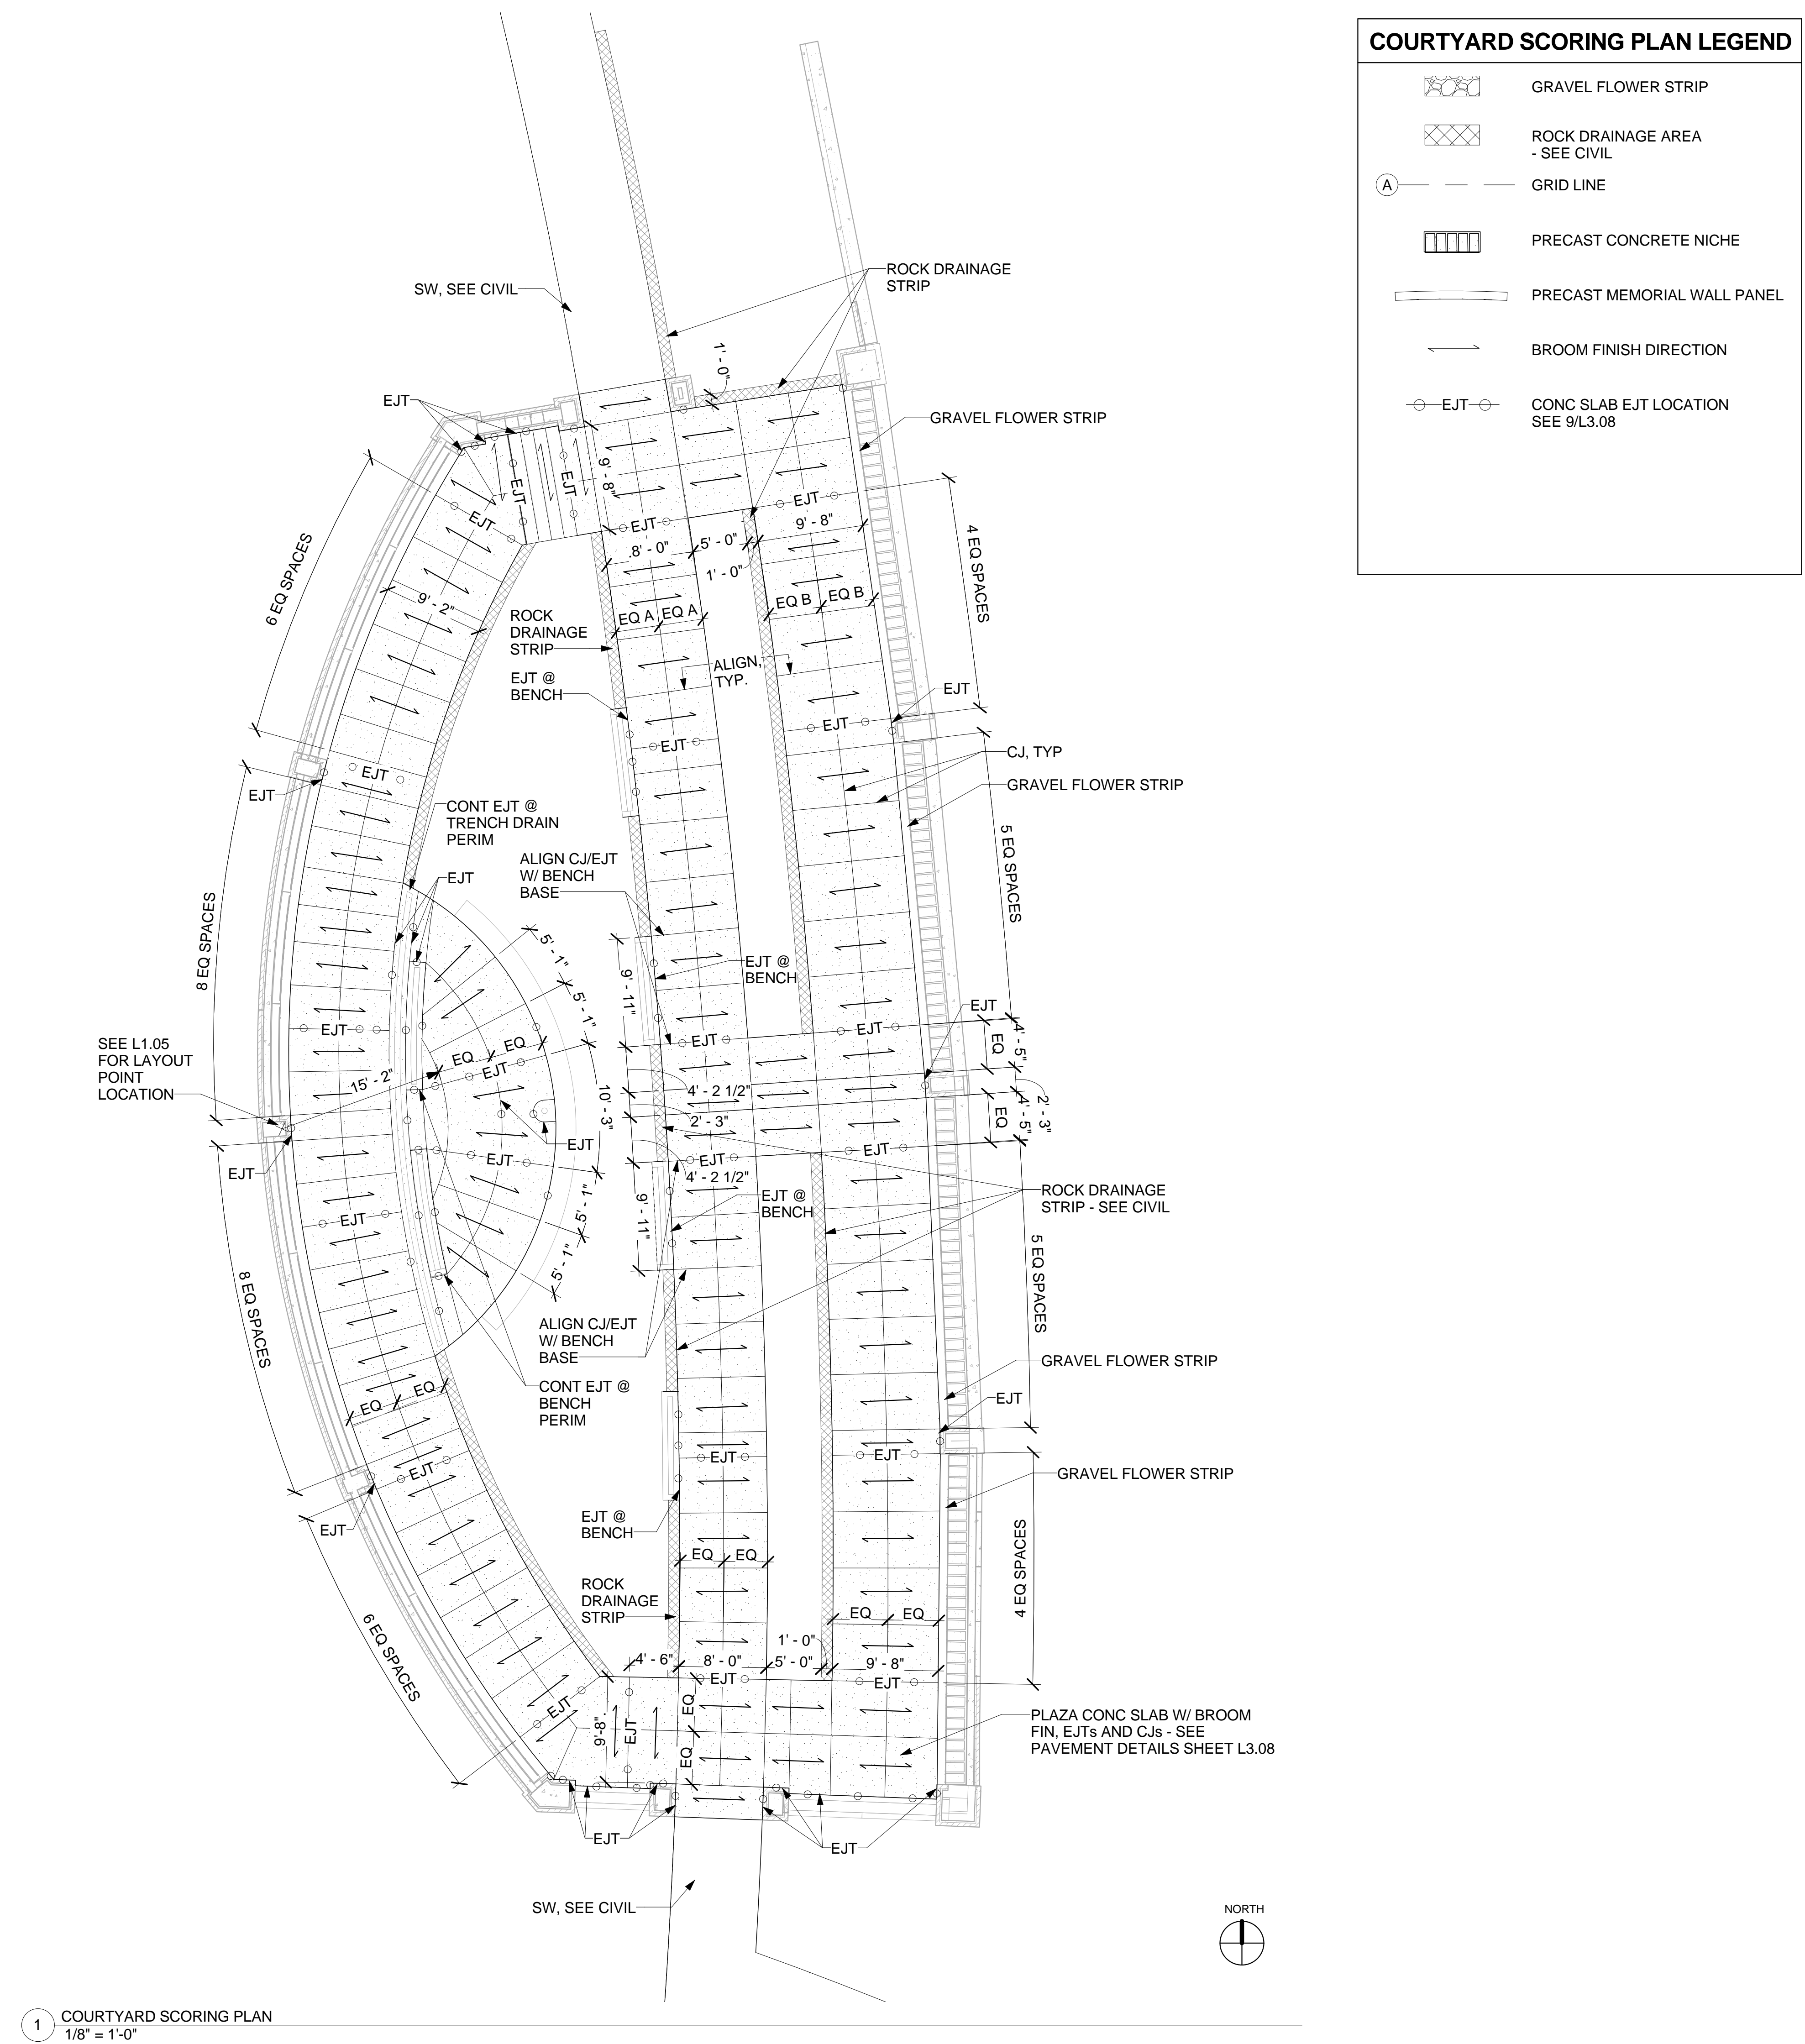 COURTYARD SCORING PLAN LEGEND
GRAVEL FLOWER STRIP
ROCK DRAINAGE AREA
- SEE CIVIL
A
GRID LINE
PRECAST CONCRETE NICHE
PRECAST MEMORIAL WALL PANEL
BROOM FINISH DIRECTION
EJT
CONC SLAB EJT LOCATION
SEE 9/L3.08
ROCK DRAINAGE
STRIP
SW, SEE CIVIL
1' - 0"
EJT
GRAVEL FLOWER STRIP
9' - 8"
EJT
EJT
EJT
EJT
EJT
6 EQ SPACES
4 EQ SPACES
8' - 0"
5' - 0"
9' - 8"
1' - 0"
9' - 2"
EQ A
EQ A
EQ B
EQ B
ROCK
DRAINAGE
STRIP
ALIGN,
TYP.
EJT @
BENCH
EJT
EJT
EJT
CJ, TYP
EJT
EJT
GRAVEL FLOWER STRIP
CONT EJT @
TRENCH DRAIN
PERIM
ALIGN CJ/EJT
W/ BENCH
BASE
EJT
5 EQ SPACES
8 EQ SPACES
5' - 1"
5' - 1"
9' - 11"
EJT @
BENCH
EJT
EJT
EJT
EJT
SEE L1.05
FOR LAYOUT
POINT
LOCATION
15' - 2"
EQ
EQ
EJT
10' - 3"
4' - 2 1/2"
2' - 3"
4' - 2 1/2"
EQ
4' - 5"
2' - 3"
4' - 5"
EQ
EJT
EJT
EJT
EJT
EJT
9' - 11"
5' - 1"
5' - 1"
EJT @
BENCH
ROCK DRAINAGE
STRIP - SEE CIVIL
EJT
5 EQ SPACES
8 EQ SPACES
ALIGN CJ/EJT
W/ BENCH
BASE
GRAVEL FLOWER STRIP
CONT EJT @
BENCH
PERIM
EQ
EQ
EJT
EJT
EJT
EJT
GRAVEL FLOWER STRIP
EJT @
BENCH
EJT
EQ
EQ
4 EQ SPACES
ROCK
DRAINAGE
STRIP
EQ
EQ
6 EQ SPACES
1' - 0"
4' - 6"
8' - 0"
5' - 0"
9' - 8"
EJT
EJT
EJT
EJT
9'-8"
EQ
EQ
PLAZA CONC SLAB W/ BROOM
FIN, EJTs AND CJs - SEE
PAVEMENT DETAILS SHEET L3.08
EJT
EJT
SW, SEE CIVIL
NORTH
1
COURTYARD SCORING PLAN
1/8" = 1'-0"